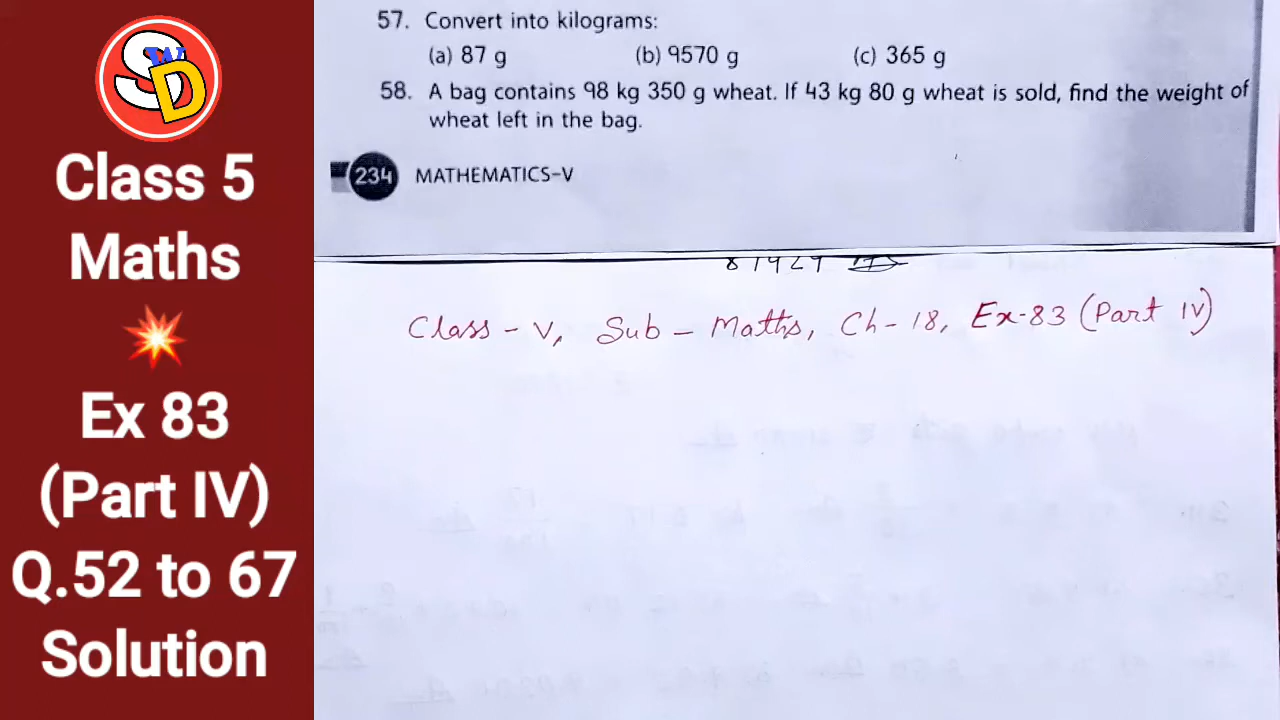 SWD
Class 5
Maths
Ex 83
(Part IV)
Q.52 to 67
Solution
57. Convert into kilograms:
(a) 87 g (b) 9570 g (c) 365 g
58. A bag contains 98 kg 350 g wheat. If 43 kg 80 g wheat is sold, find the weight of
wheat left in the bag.
234 MATHEMATICS-V
Class - V, Sub - Maths, Ch - 18, Ex-83 (Part IV)